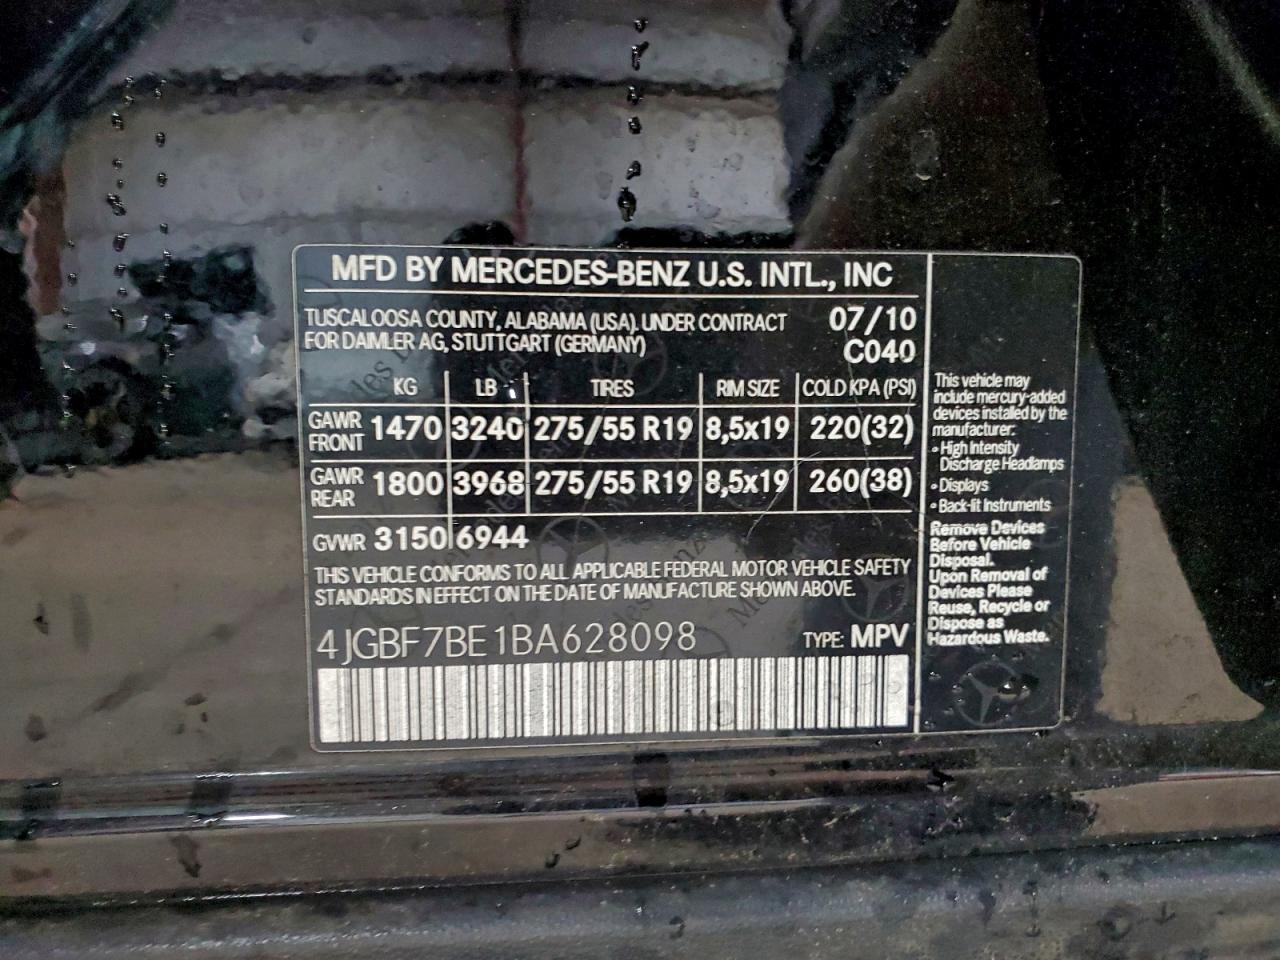 MFD BY MERCEDES-BENZ U.S. INTL., INC
TUSCALOOSA COUNTY, ALABAMA (USA). UNDER CONTRACT 07/10
FOR DAIMLER AG, STUTTGART (GERMANY) C040
KG LB TIRES RIM SIZE COLD KPA (PSI)
GAWR FRONT 1470 3240 275/55 R19 8,5x19 220(32)
GAWR REAR 1800 3968 275/55 R19 8,5x19 260(38)
GVWR 3150 6944
THIS VEHICLE CONFORMS TO ALL APPLICABLE FEDERAL MOTOR VEHICLE SAFETY
STANDARDS IN EFFECT ON THE DATE OF MANUFACTURE SHOWN ABOVE.
4JGBF7BE1BA628098 TYPE: MPV
This vehicle may
include mercury-added
devices installed by the
manufacturer:
• High Intensity
Discharge Headlamps
• Displays
• Back-lit Instruments
Remove Devices
Before Vehicle
Disposal.
Upon Removal of
Devices Please
Reuse, Recycle or
Dispose as
Hazardous Waste.